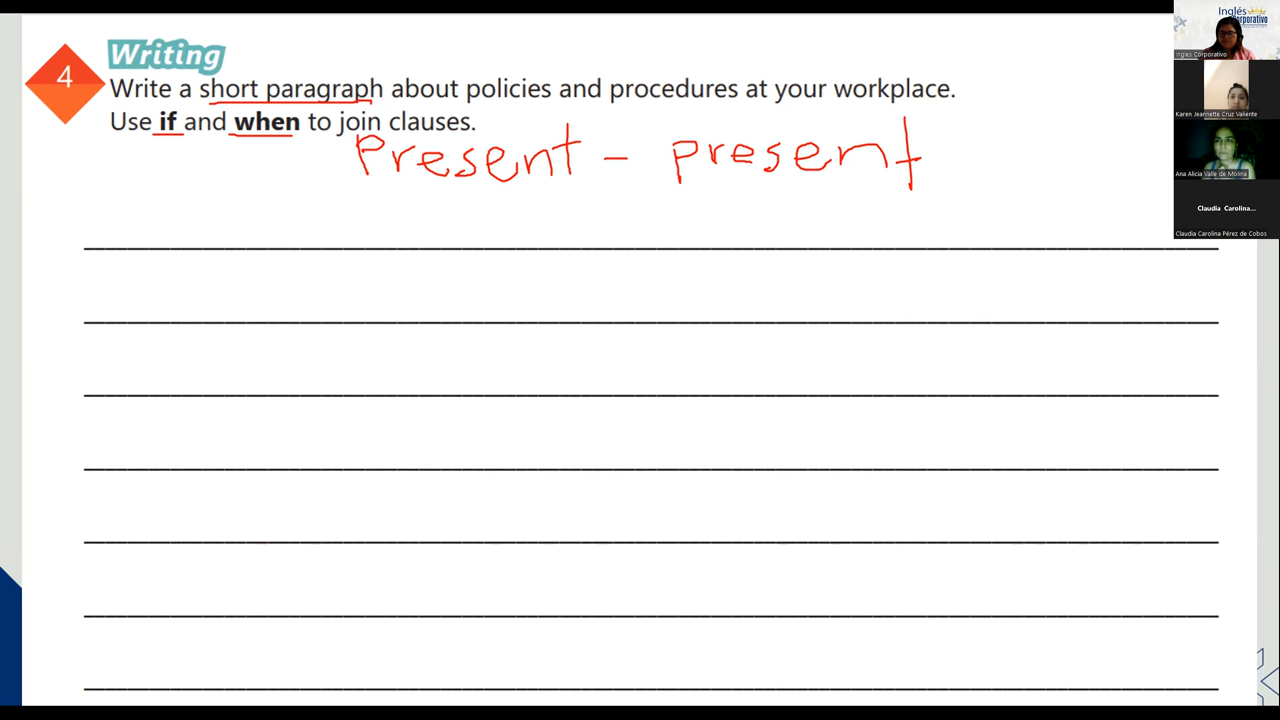 Writing
4
Write a short paragraph about policies and procedures at your workplace.
Use if and when to join clauses.
Present - present
Inglés
Corporativo
Inglés Corporativo
Karen Jeannette Cruz Valiente
Ana Alicia Valle de Molina
Claudia Carolina...
Claudia Carolina Pérez de Cobos